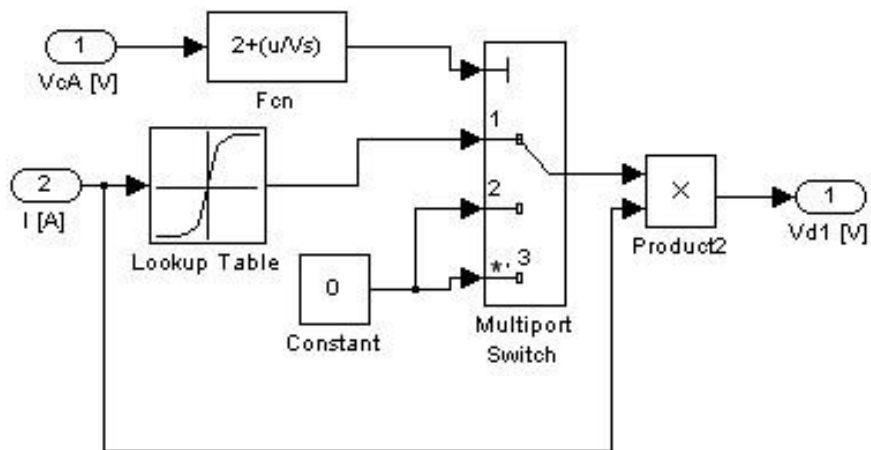 1
VcA [V]
2+(u/Vs)
Fcn
1
2
I [A]
Lookup Table
2
0
Constant
*, 3
Multiport
Switch
×
Product2
1
Vd1 [V]